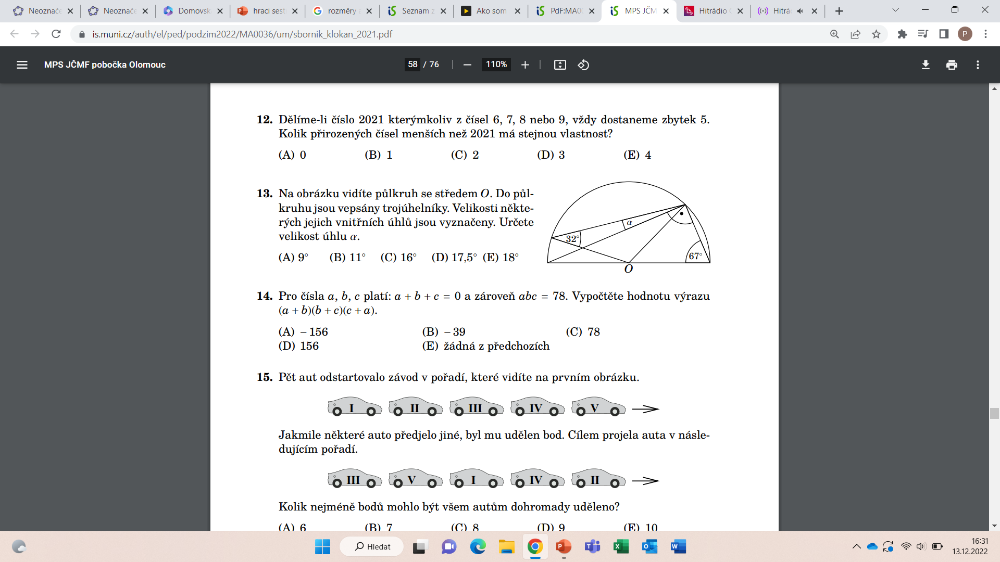 Neoznače
Neoznače
Domovsk
hraci sest
rozměry a
Seznam z
Ako som
PdF:MA00
MPS JČM
Hitrádio
Hitrá
is.muni.cz/auth/el/ped/podzim2022/MA0036/um/sbornik_klokan_2021.pdf
P
MPS JČMF pobočka Olomouc
58 / 76
110%
12. Dělíme-li číslo 2021 kterýmkoliv z čísel 6, 7, 8 nebo 9, vždy dostaneme zbytek 5.
Kolik přirozených čísel menších než 2021 má stejnou vlastnost?
(A) 0 (B) 1 (C) 2 (D) 3 (E) 4
13. Na obrázku vidíte půlkruh se středem O. Do půl-
kruhu jsou vepsány trojúhelníky. Velikosti někte-
rých jejich vnitřních úhlů jsou vyznačeny. Určete
velikost úhlu α.
(A) 9° (B) 11° (C) 16° (D) 17,5° (E) 18°
α
32°
67°
O
14. Pro čísla a, b, c platí: a + b + c = 0 a zároveň abc = 78. Vypočtěte hodnotu výrazu
(a + b)(b + c)(c + a).
(A) – 156 (B) – 39 (C) 78
(D) 156 (E) žádná z předchozích
15. Pět aut odstartovalo závod v pořadí, které vidíte na prvním obrázku.
I II III IV V
Jakmile některé auto předjelo jiné, byl mu udělen bod. Cílem projela auta v násle-
dujícím pořadí.
III V I IV II
Kolik nejméně bodů mohlo být všem autům dohromady uděleno?
(A) 6 (B) 7 (C) 8 (D) 9 (E) 10
Hledat
16:31
13.12.2022